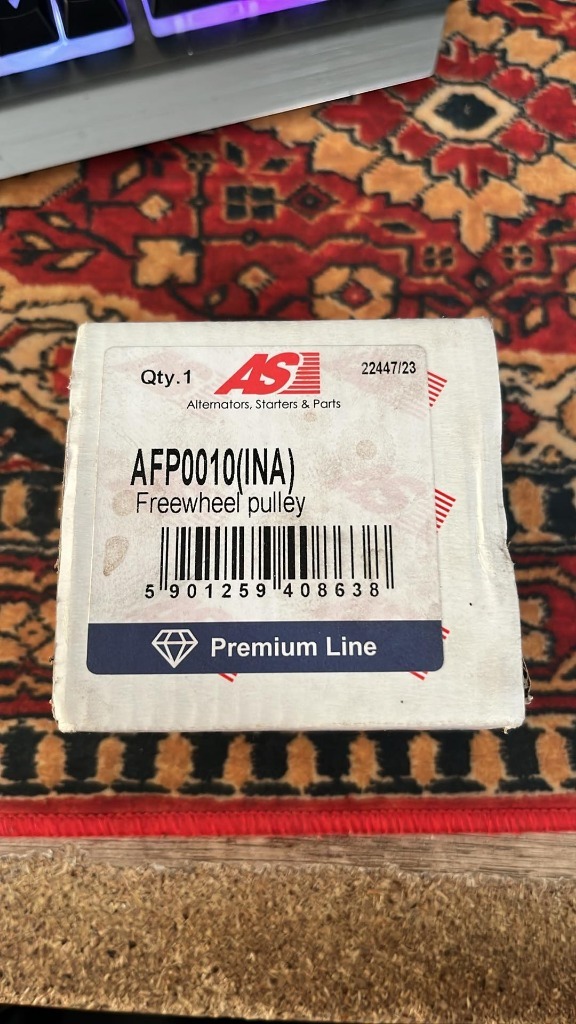 Qty.1
AS
22447/23
Alternators, Starters & Parts
AFP0010(INA)
Freewheel pulley
5 901259 408638
Premium Line